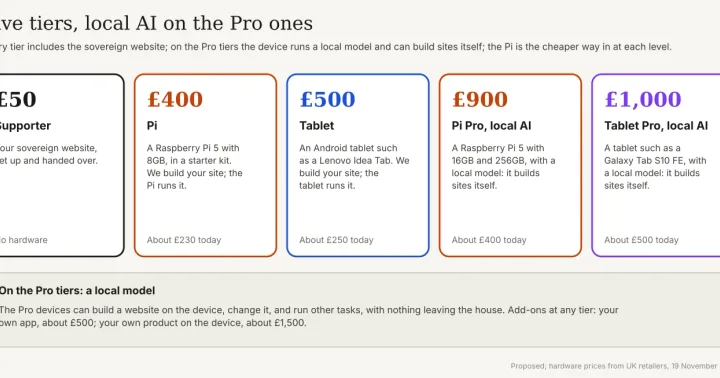 ve tiers, local AI on the Pro ones
ry tier includes the sovereign website; on the Pro tiers the device runs a local model and can build sites itself; the Pi is the cheaper way in at each level.
£50
Supporter
our sovereign website,
et up and handed over.
o hardware
£400
Pi
A Raspberry Pi 5 with
8GB, in a starter kit.
We build your site; the
Pi runs it.
About £230 today
£500
Tablet
An Android tablet such
as a Lenovo Idea Tab. We
build your site; the
tablet runs it.
About £250 today
£900
Pi Pro, local AI
A Raspberry Pi 5 with
16GB and 256GB, with a
local model: it builds
sites itself.
About £400 today
£1,000
Tablet Pro, local AI
A tablet such as a
Galaxy Tab S10 FE, with
a local model: it builds
sites itself.
About £500 today
On the Pro tiers: a local model
The Pro devices can build a website on the device, change it, and run other tasks, with nothing leaving the house. Add-ons at any tier: your
own app, about £500; your own product on the device, about £1,500.
Proposed; hardware prices from UK retailers, 19 November